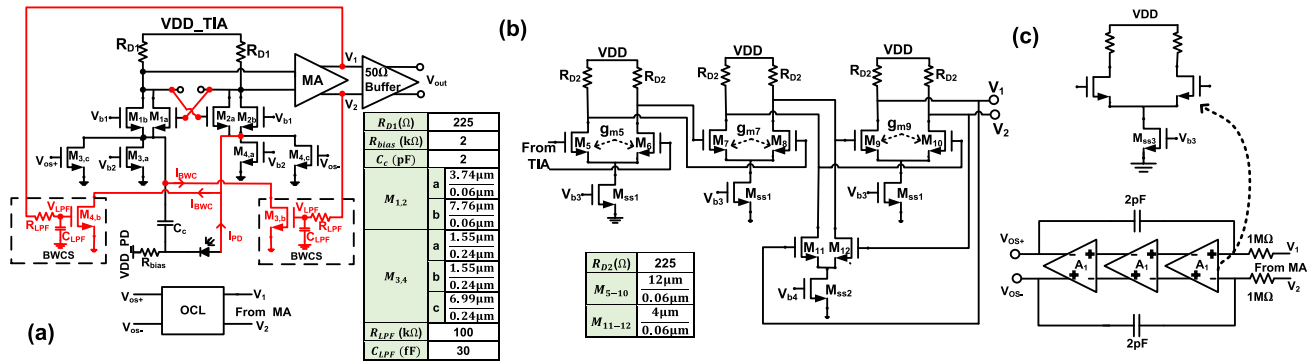 (a)
VDD_TIA
R_D1
R_D1
MA
V_1
V_2
50Ω
Buffer
V_out
V_b1
M_1b
M_1a
M_2a
M_2b
V_b1
V_os+
M_3,c
M_3,a
V_b2
M_4,a
V_b2
M_4,c
V_os-
I_BWC
I_BWC
V_LPF
M_4,b
R_LPF
C_LPF
BWCS
C_c
I_PD
M_3,b
V_LPF
R_LPF
C_LPF
BWCS
VDD_PD
R_bias
V_os+
V_os-
OCL
V_1
From MA
V_2
R_D1(Ω) 225
R_bias (kΩ) 2
C_c (pF) 2
M_1,2 a 3.74μm
0.06μm
b 7.76μm
0.06μm
M_3,4 a 1.55μm
0.24μm
b 1.55μm
0.24μm
c 6.99μm
0.24μm
R_LPF (kΩ) 100
C_LPF (fF) 30
(b)
VDD
R_D2
R_D2
VDD
R_D2
R_D2
VDD
R_D2
R_D2
V_1
V_2
From
TIA
M_5
g_m5
M_6
M_7
g_m7
M_8
M_9
g_m9
M_10
V_b3
M_ss1
V_b3
M_ss1
V_b3
M_ss1
M_11
M_12
V_b4
M_ss2
R_D2(Ω) 225
M_5-10 12μm
0.06μm
M_11-12 4μm
0.06μm
(c)
VDD
M_ss3
V_b3
2pF
V_OS+
V_OS-
A_1
A_1
A_1
1MΩ
V_1
From MA
V_2
1MΩ
2pF